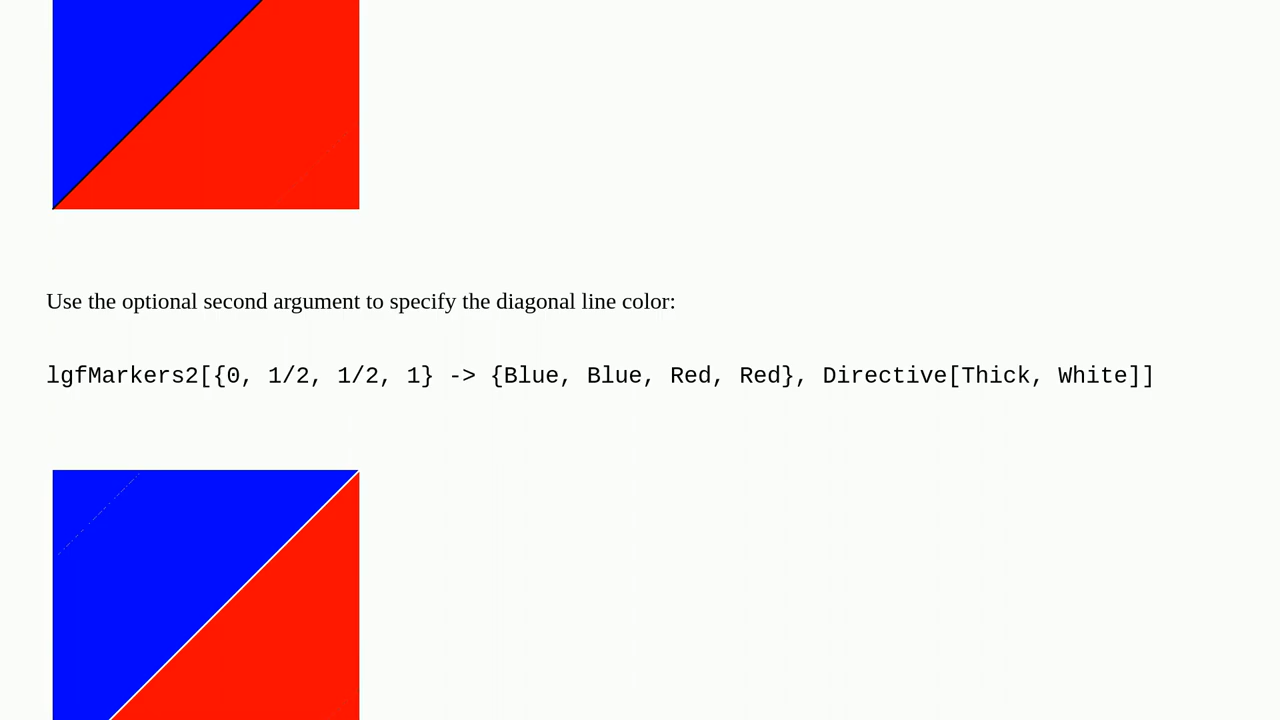 Use the optional second argument to specify the diagonal line color:
lgfMarkers2[{0, 1/2, 1/2, 1} -> {Blue, Blue, Red, Red}, Directive[Thick, White]]